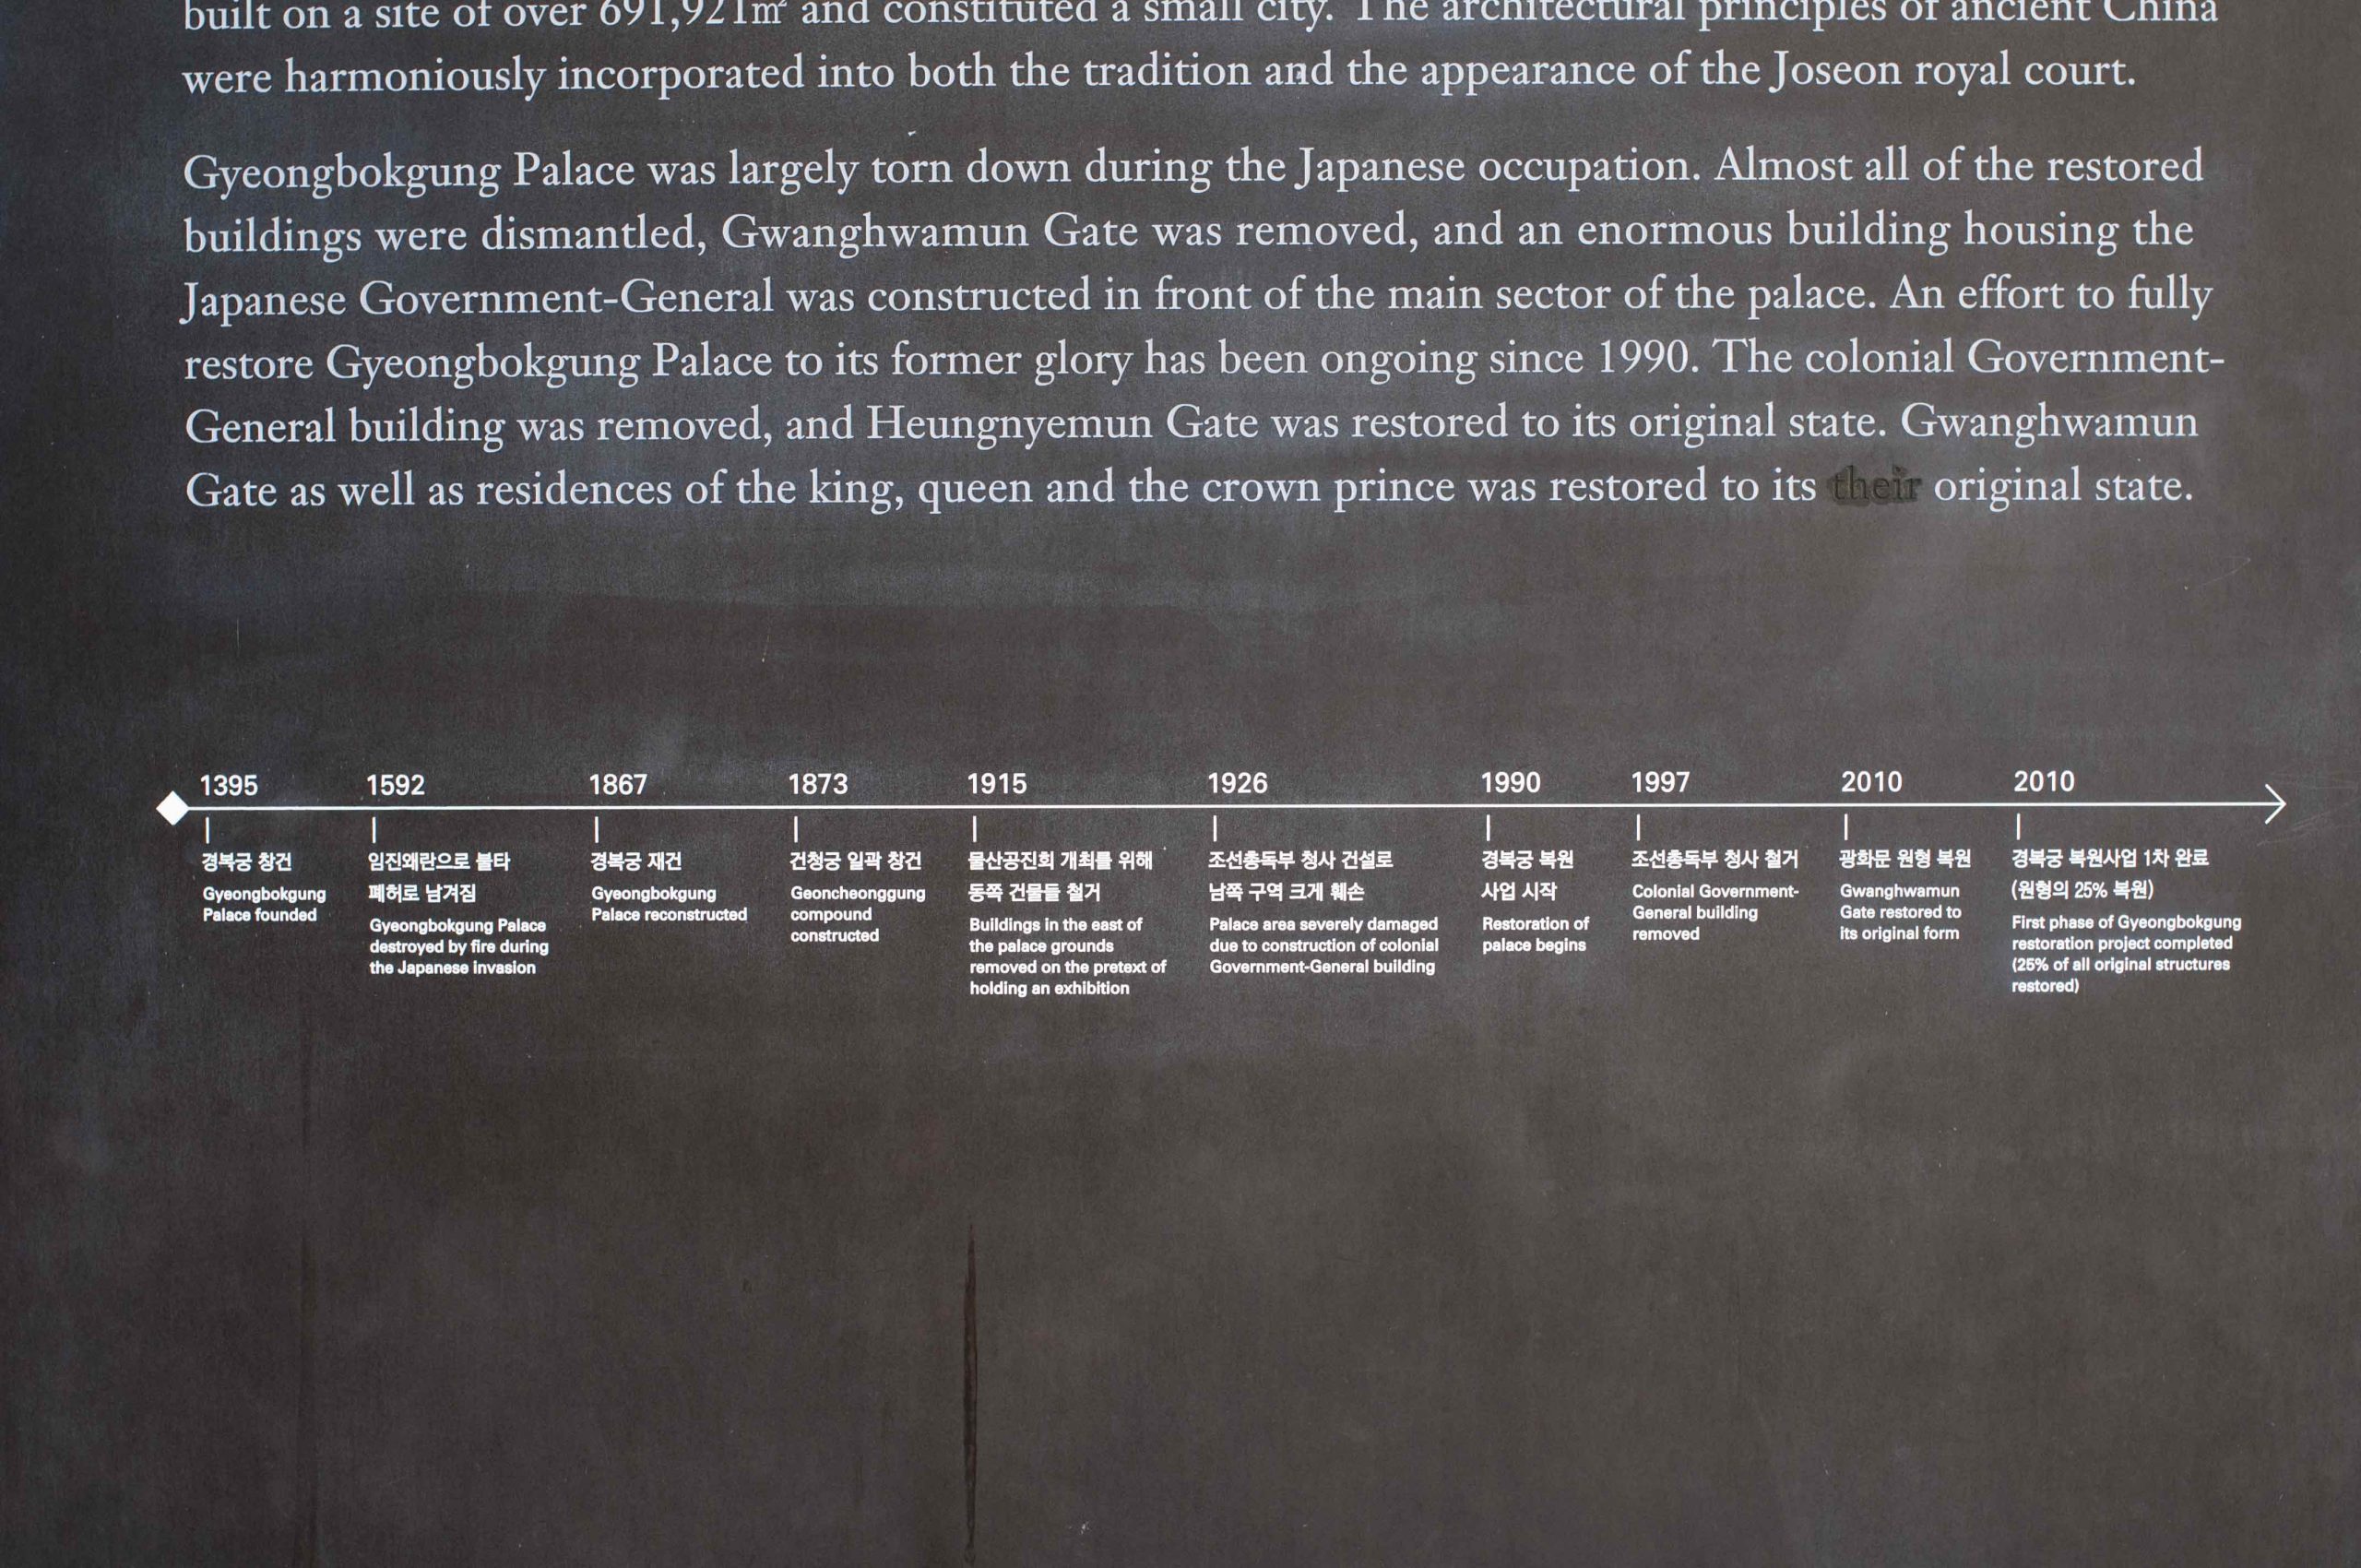 built on a site of over 691,921㎡ and constituted a small city. The architectural principles of ancient China
were harmoniously incorporated into both the tradition and the appearance of the Joseon royal court.
Gyeongbokgung Palace was largely torn down during the Japanese occupation. Almost all of the restored
buildings were dismantled, Gwanghwamun Gate was removed, and an enormous building housing the
Japanese Government-General was constructed in front of the main sector of the palace. An effort to fully
restore Gyeongbokgung Palace to its former glory has been ongoing since 1990. The colonial Government-
General building was removed, and Heungnyemun Gate was restored to its original state. Gwanghwamun
Gate as well as residences of the king, queen and the crown prince was restored to its their original state.
1395
경복궁 창건
Gyeongbokgung
Palace founded
1592
임진왜란으로 불타
폐허로 남겨짐
Gyeongbokgung Palace
destroyed by fire during
the Japanese invasion
1867
경복궁 재건
Gyeongbokgung
Palace reconstructed
1873
건청궁 일곽 창건
Geoncheonggung
compound
constructed
1915
물산공진회 개최를 위해
동쪽 건물들 철거
Buildings in the east of
the palace grounds
removed on the pretext of
holding an exhibition
1926
조선총독부 청사 건설로
남쪽 구역 크게 훼손
Palace area severely damaged
due to construction of colonial
Government-General building
1990
경복궁 복원
사업 시작
Restoration of
palace begins
1997
조선총독부 청사 철거
Colonial Government-
General building
removed
2010
광화문 원형 복원
Gwanghwamun
Gate restored to
its original form
2010
경복궁 복원사업 1차 완료
(원형의 25% 복원)
First phase of Gyeongbokgung
restoration project completed
(25% of all original structures
restored)